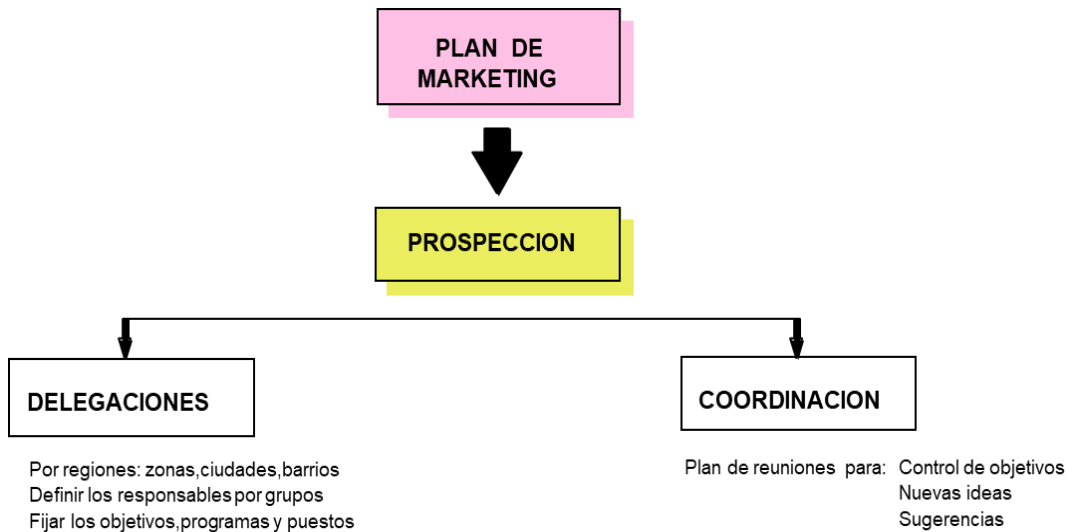 PLAN DE
MARKETING
PROSPECCION
DELEGACIONES
Por regiones: zonas,ciudades,barrios
Definir los responsables por grupos
Fijar los objetivos,programas y puestos
COORDINACION
Plan de reuniones para: Control de objetivos
Nuevas ideas
Sugerencias